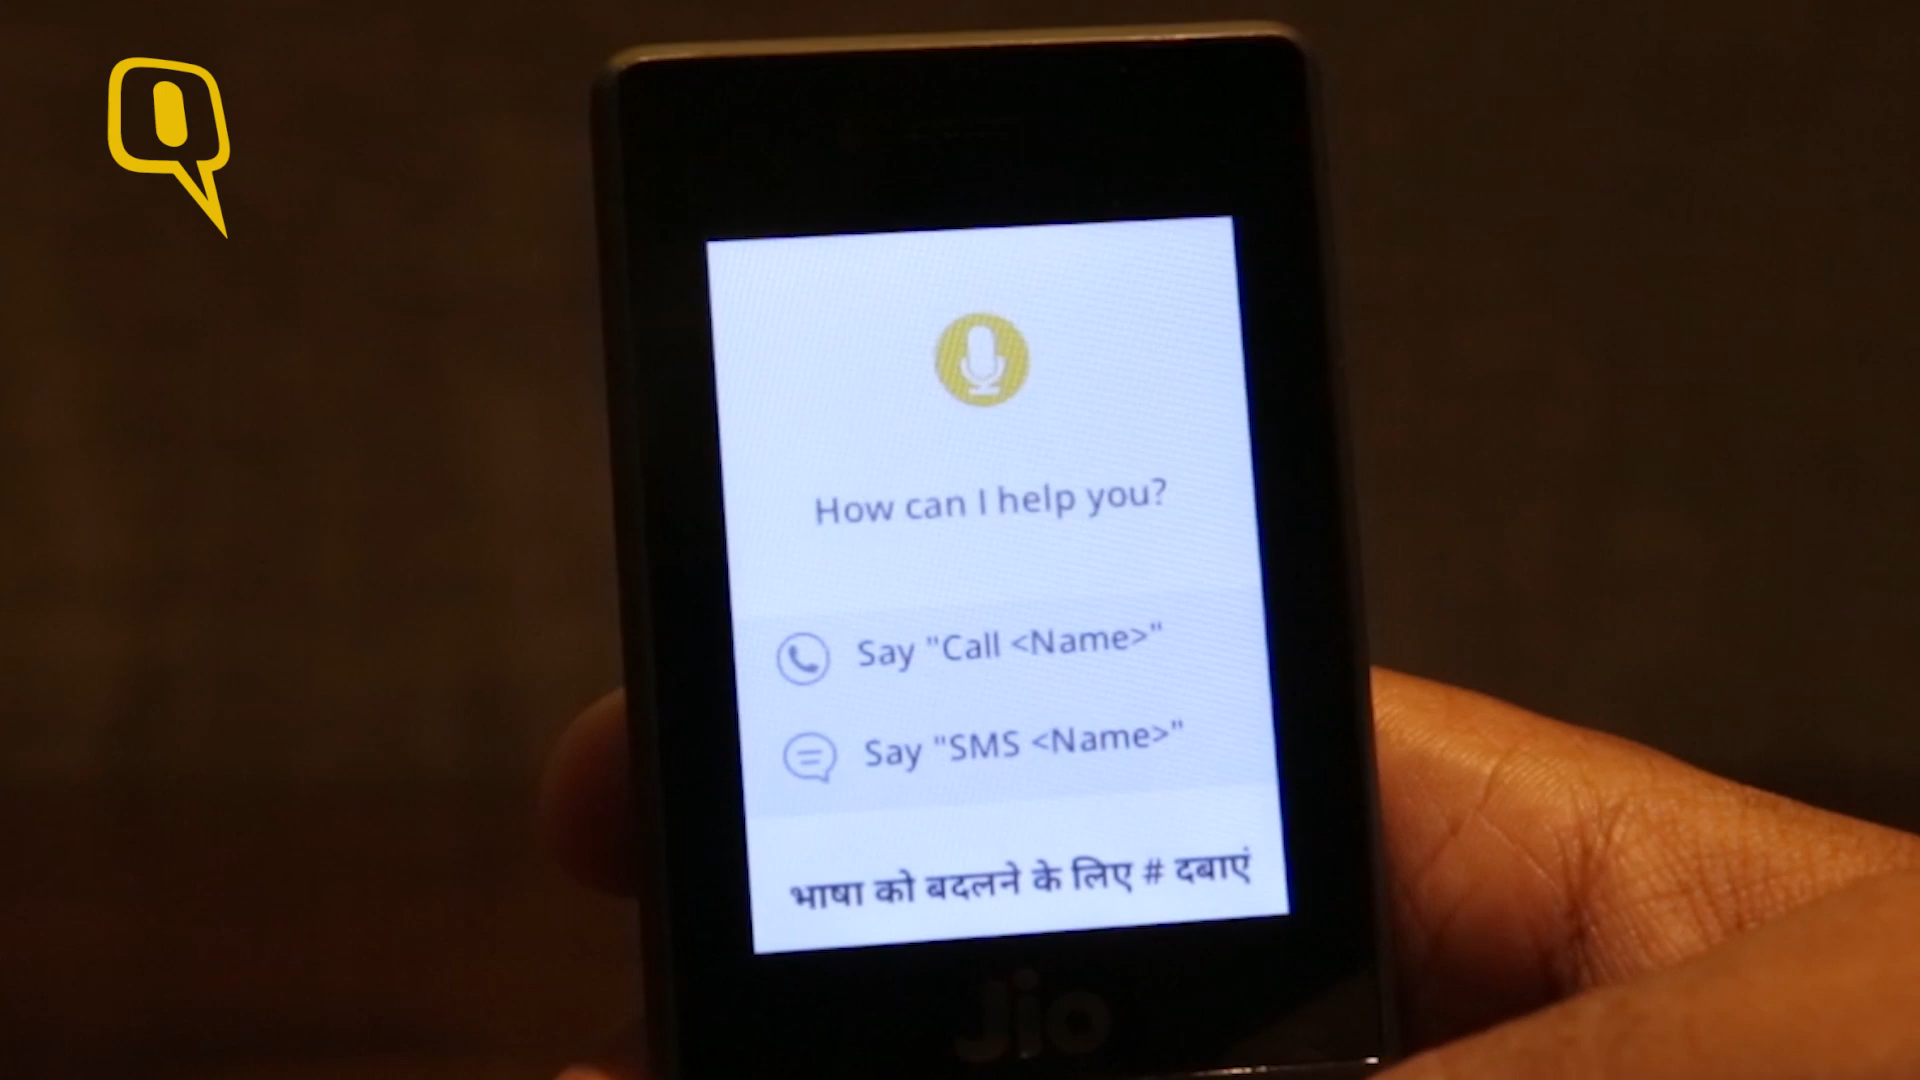 How can I help you?
Say "Call <Name>"
Say "SMS <Name>"
भाषा को बदलने के लिए # दबाएं
Jio